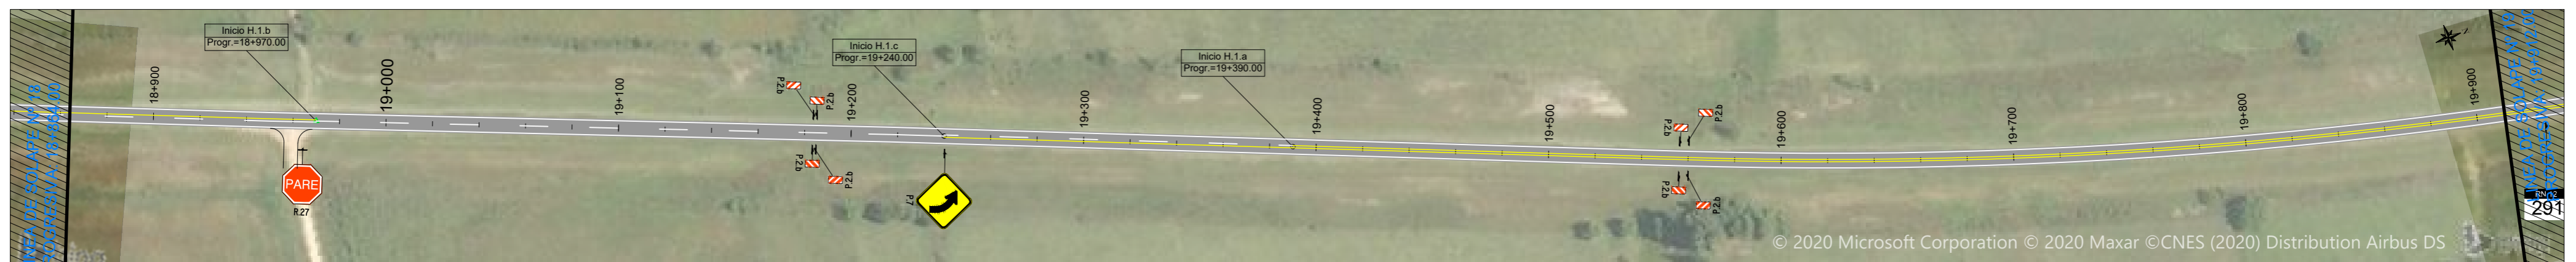 Inicio H.1.b
Progr.=18+970.00
Inicio H.1.c
Progr.=19+240.00
Inicio H.1.a
Progr.=19+390.00
18+900
19+000
19+100
19+200
19+300
19+400
19+500
19+600
19+700
19+800
19+900
P.2.b
P.2.b
P.2.b
P.2.b
P.2.b
P.2.b
P.2.b
P.2.b
PARE
R.27
P.7
291
© 2020 Microsoft Corporation © 2020 Maxar ©CNES (2020) Distribution Airbus DS